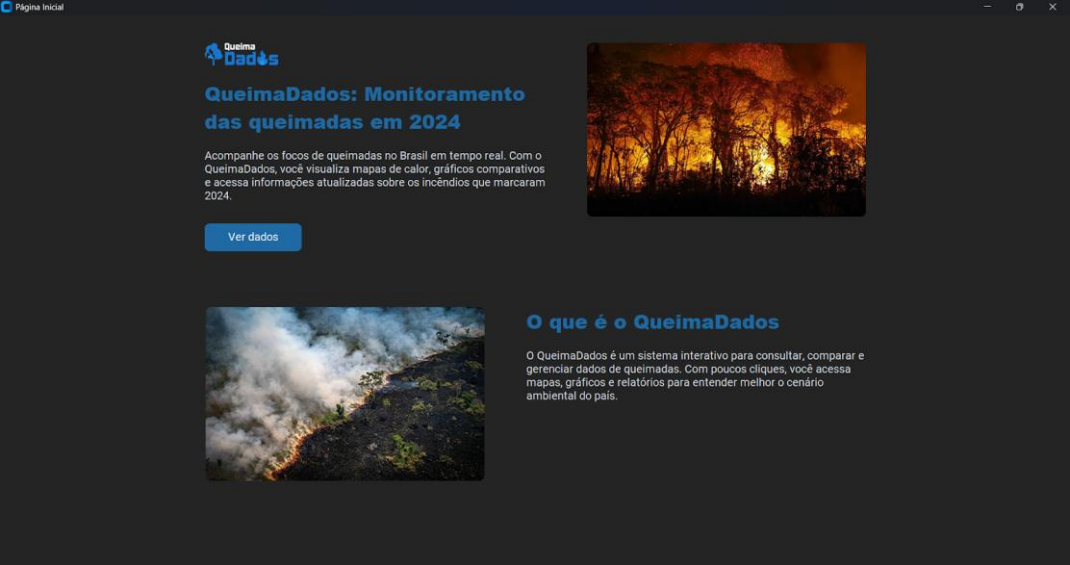 Página Inicial
Queima
Dados
QueimaDados: Monitoramento
das queimadas em 2024
Acompanhe os focos de queimadas no Brasil em tempo real. Com o
QueimaDados, você visualiza mapas de calor, gráficos comparativos
e acessa informações atualizadas sobre os incêndios que marcaram
2024.
Ver dados
O que é o QueimaDados
O QueimaDados é um sistema interativo para consultar, comparar e
gerenciar dados de queimadas. Com poucos cliques, você acessa
mapas, gráficos e relatórios para entender melhor o cenário
ambiental do país.